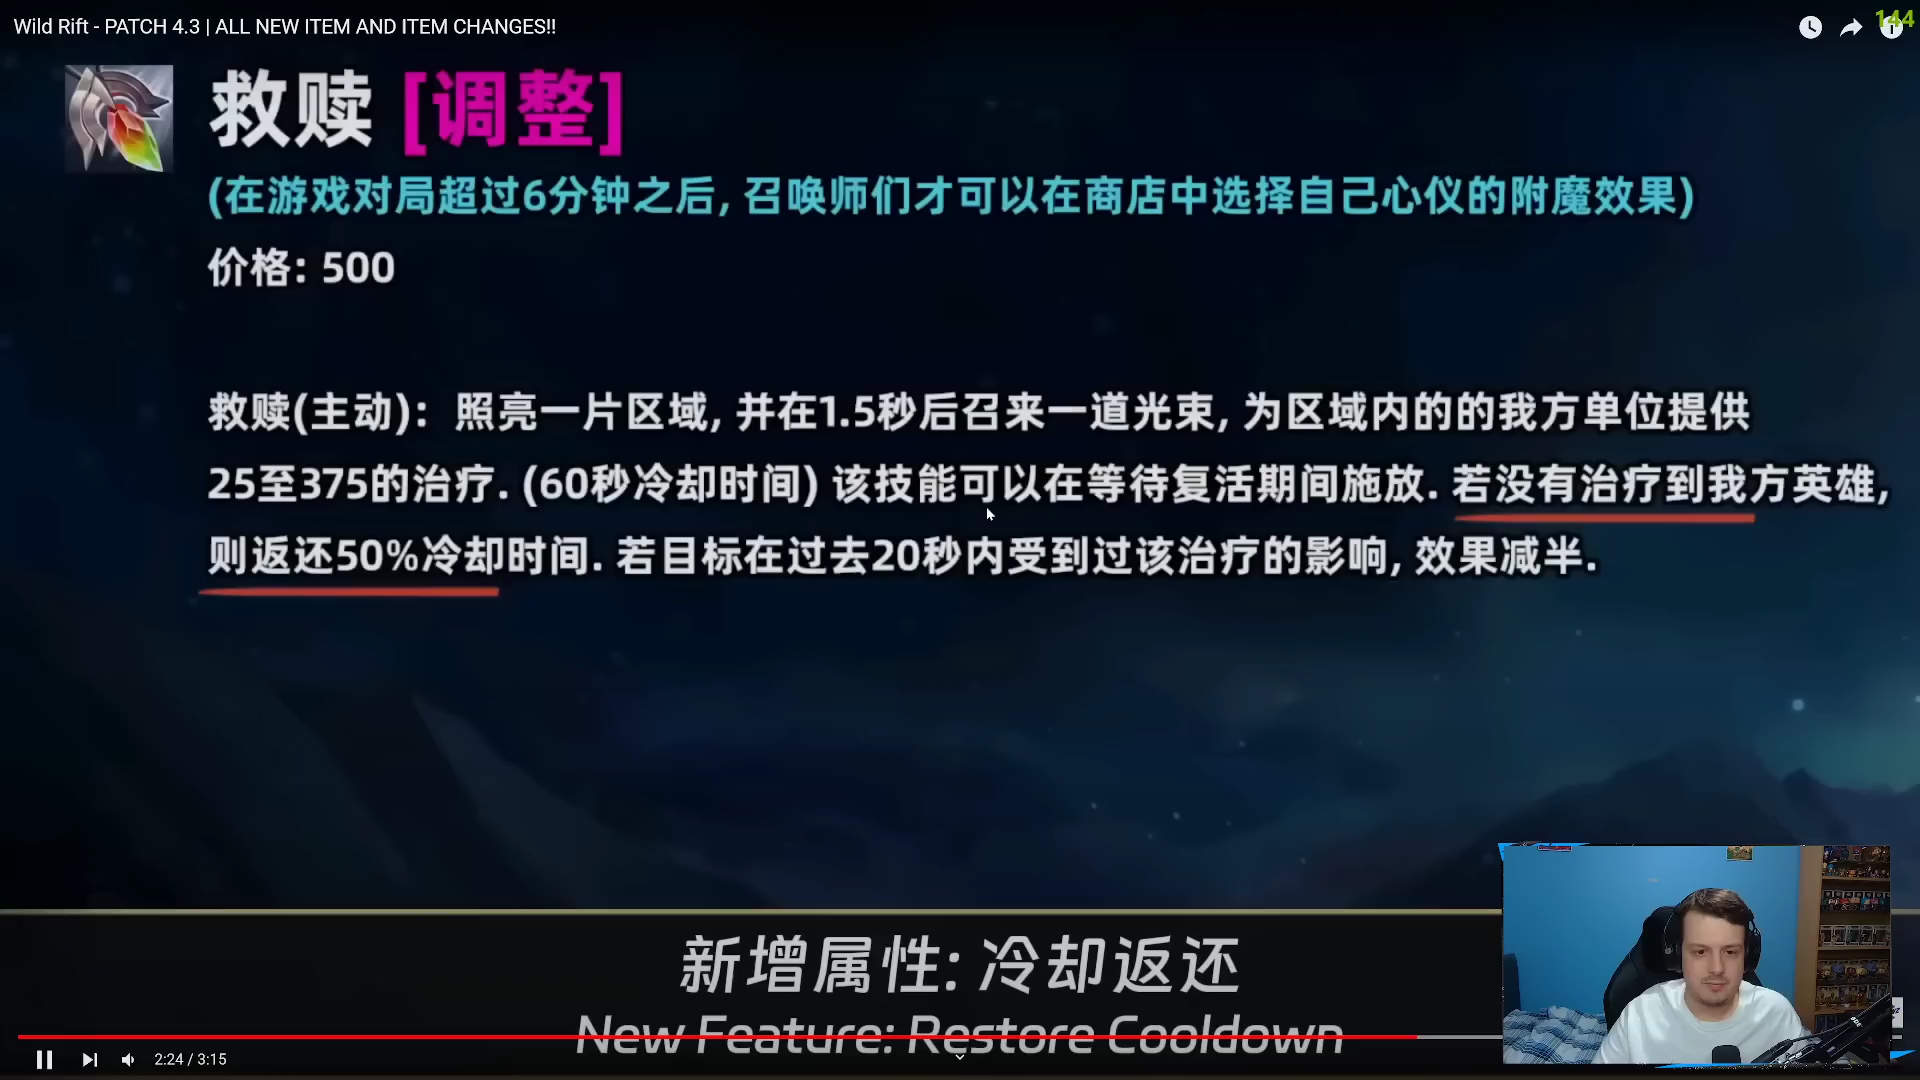 Wild Rift - PATCH 4.3 | ALL NEW ITEM AND ITEM CHANGES!!
144
救赎 [调整]
(在游戏对局超过6分钟之后, 召唤师们才可以在商店中选择自己心仪的附魔效果)
价格: 500
救赎(主动): 照亮一片区域, 并在1.5秒后召来一道光束, 为区域内的的我方单位提供
25至375的治疗. (60秒冷却时间) 该技能可以在等待复活期间施放. 若没有治疗到我方英雄,
则返还50%冷却时间. 若目标在过去20秒内受到过该治疗的影响, 效果减半.
新增属性: 冷却返还
New Feature: Restore Cooldown
2:24 / 3:15